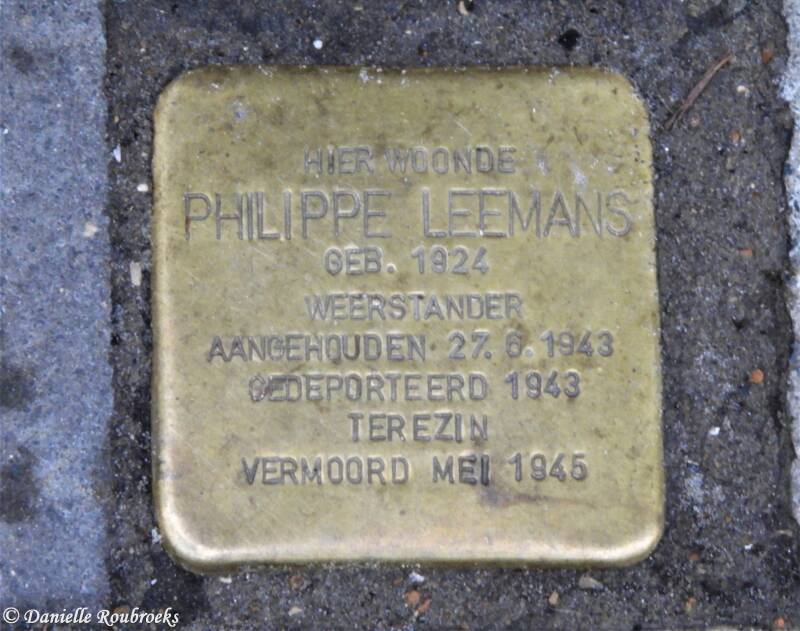 HIER WOONDE
PHILIPPE LEEMANS
GEB. 1924
WEERSTANDER
AANGEHOUDEN 27.6.1943
GEDEPORTEERD 1943
TEREZIN
VERMOORD MEI 1945
© Danielle Roubroeks